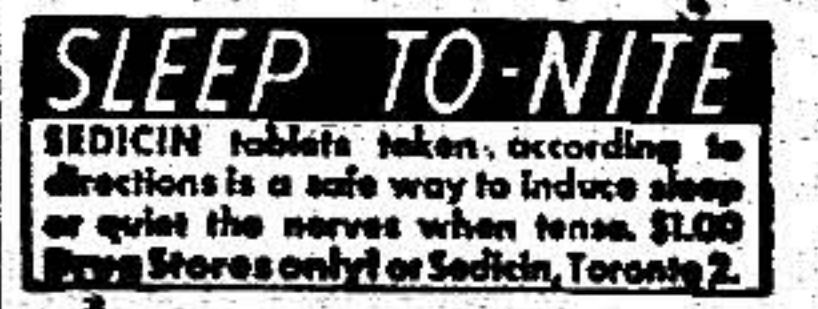 SLEEP TO-NITE
SEDICIN tablets taken, according to
directions is a safe way to induce sleep
or quiet the nerves when tense. $1.00
Drug Stores only! or Sedicin, Toronto 2.